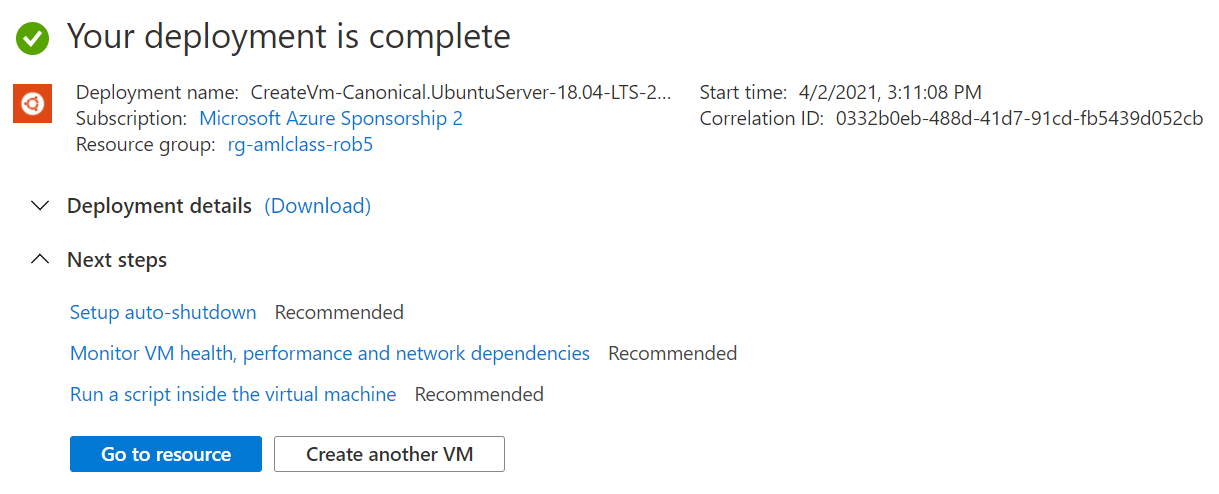 Your deployment is complete
Deployment name: CreateVm-Canonical.UbuntuServer-18.04-LTS-2... Start time: 4/2/2021, 3:11:08 PM
Subscription: Microsoft Azure Sponsorship 2 Correlation ID: 0332b0eb-488d-41d7-91cd-fb5439d052cb
Resource group: rg-amlclass-rob5
Deployment details (Download)
Next steps
Setup auto-shutdown Recommended
Monitor VM health, performance and network dependencies Recommended
Run a script inside the virtual machine Recommended
Go to resource Create another VM